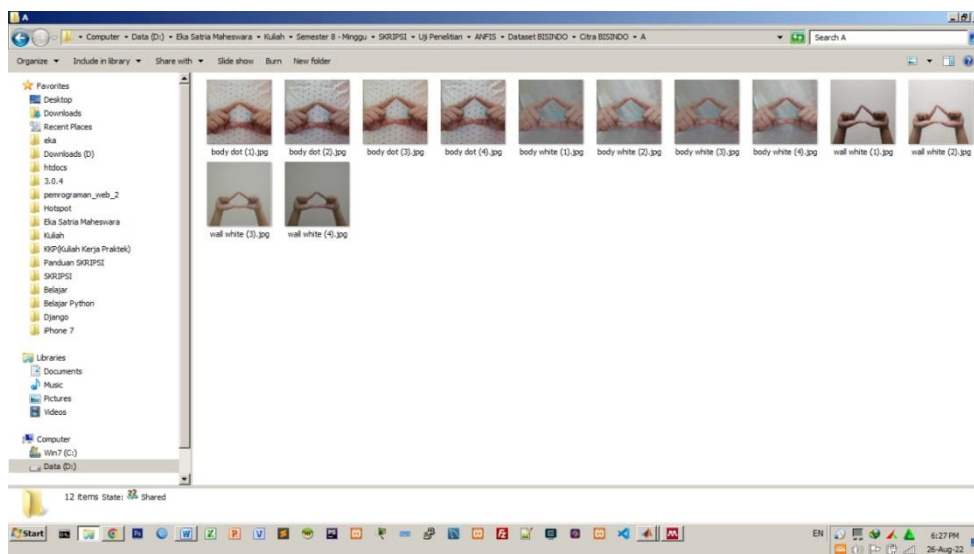 A
Computer Data (D:) Eka Satria Maheswara Kuliah Semester 8 - Minggu SKRIPSI Uji Penelitian ANFIS Dataset BISINDO Citra BISINDO A
Search A
Organize Include in library Share with Slide show Burn New folder
Favorites
Desktop
Downloads
Recent Places
eka
Downloads (D)
htdocs
3.0.4
pemrograman_web_2
Hotspot
Eka Satria Maheswara
Kuliah
KKP(Kuliah Kerja Praktek)
Panduan SKRIPSI
SKRIPSI
Belajar
Belajar Python
Django
iPhone 7
Libraries
Documents
Music
Pictures
Videos
Computer
Win7 (C:)
Data (D:)
body dot (1).jpg body dot (2).jpg body dot (3).jpg body dot (4).jpg body white (1).jpg body white (2).jpg body white (3).jpg body white (4).jpg wall white (1).jpg wall white (2).jpg
wall white (3).jpg wall white (4).jpg
12 items State: Shared
Start
EN
6:27 PM
26-Aug-22